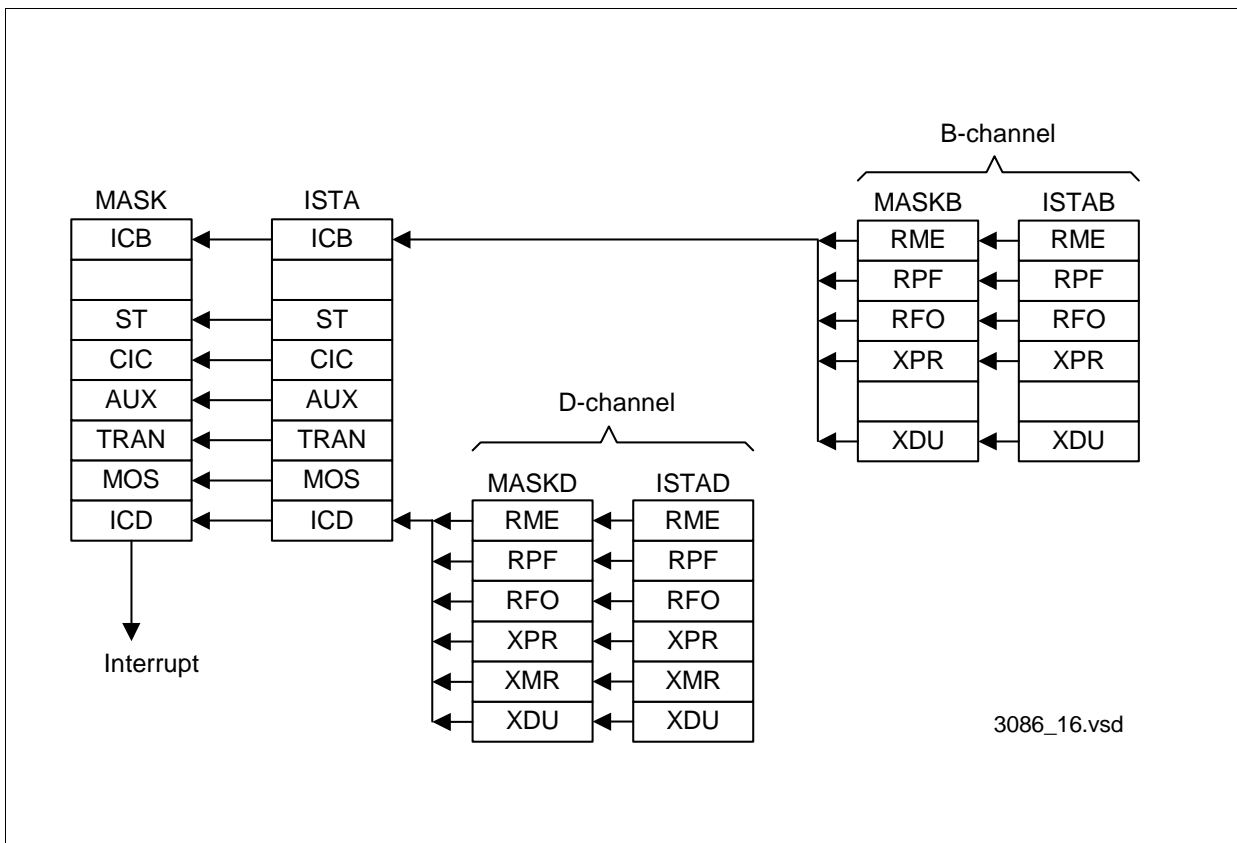 B-channel
MASK ISTA MASKB ISTAB
ICB ICB RME RME
RPF RPF
ST ST RFO RFO
CIC CIC XPR XPR
AUX AUX
D-channel
TRAN TRAN XDU XDU
MOS MOS MASKD ISTAD
ICD ICD RME RME
RPF RPF
RFO RFO
XPR XPR
Interrupt
XMR XMR
XDU XDU
3086_16.vsd